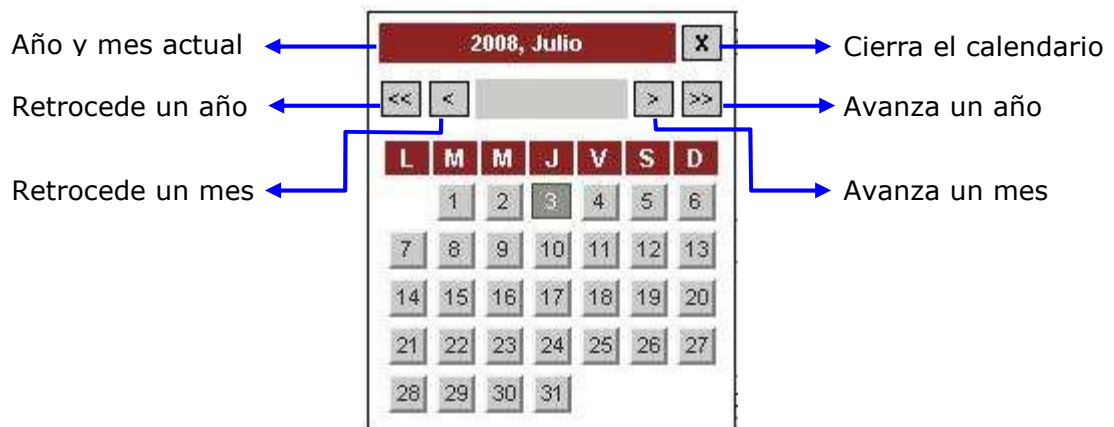 Año y mes actual 2008, Julio X Cierra el calendario
Retrocede un año << < > >> Avanza un año
L M M J V S D
Retrocede un mes Avanza un mes
1 2 3 4 5 6
7 8 9 10 11 12 13
14 15 16 17 18 19 20
21 22 23 24 25 26 27
28 29 30 31